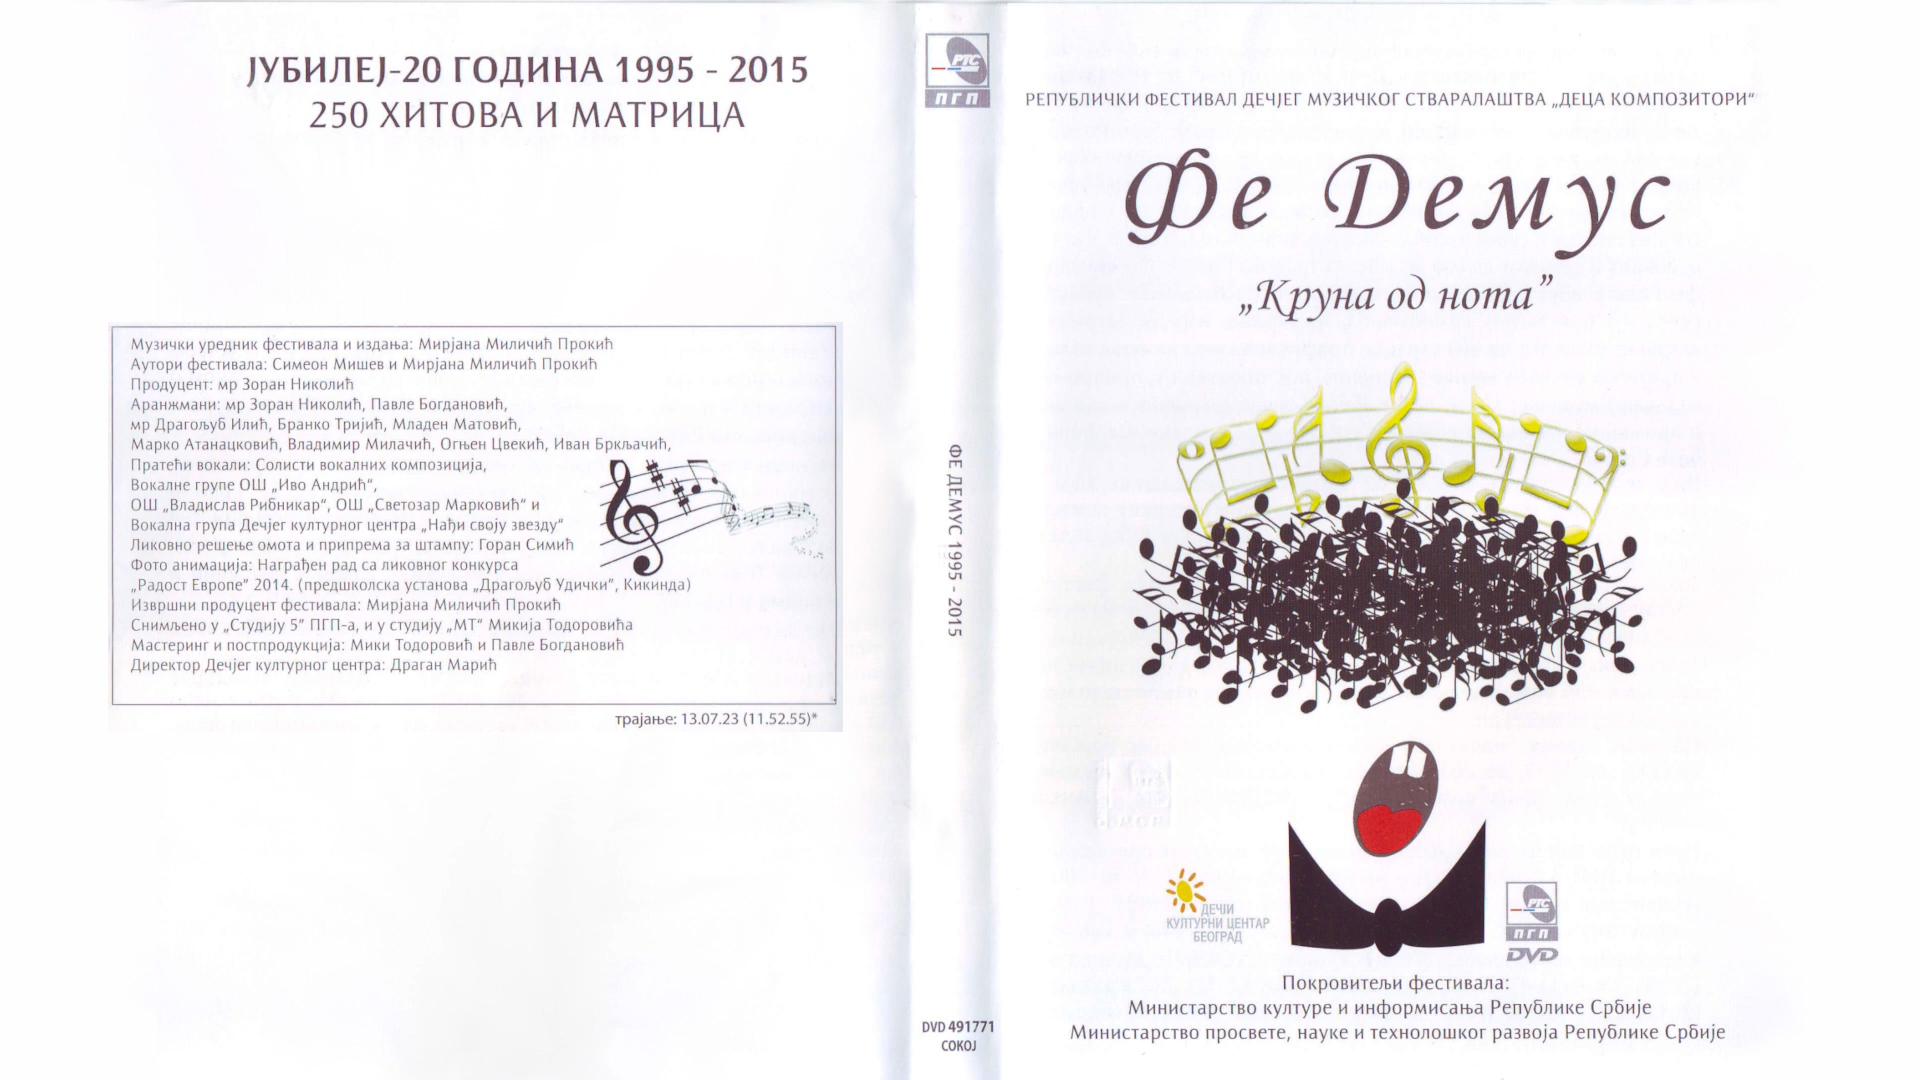 ЈУБИЛЕЈ-20 ГОДИНА 1995 - 2015
250 ХИТОВА И МАТРИЦА
Музички уредник фестивала и издања: Мирјана Миличић Прокић
Аутори фестивала: Симеон Мишев и Мирјана Миличић Прокић
Продуцент: мр Зоран Николић
Аранжмани: мр Зоран Николић, Павле Богдановић,
мр Драгољуб Илић, Бранко Тријић, Младен Матовић,
Марко Атанацковић, Владимир Милачић, Огњен Цвекић, Иван Бркљачић,
Пратећи вокали: Солисти вокалних композиција,
Вокалне групе ОШ „Иво Андрић“,
ОШ „Владислав Рибникар“, ОШ „Светозар Марковић“ и
Вокална група Дечјег културног центра „Нађи своју звезду“
Ликовно решење омота и припрема за штампу: Горан Симић
Фото анимација: Награђен рад са ликовног конкурса
„Радост Европе” 2014. (предшколска установа „Драгољуб Удички”, Кикинда)
Извршни продуцент фестивала: Мирјана Миличић Прокић
Снимљено у „Студију 5” ПГП-а, и у студију „МТ“ Микија Тодоровића
Мастеринг и постпродукција: Мики Тодоровић и Павле Богдановић
Директор Дечјег културног центра: Драган Марић
трајање: 13.07.23 (11.52.55)*
РТС
ПГП
ФЕ ДЕМУС 1995 - 2015
DVD 491771
СОКОЈ
РЕПУБЛИЧКИ ФЕСТИВАЛ ДЕЧЈЕГ МУЗИЧКОГ СТВАРАЛАШТВА „ДЕЦА КОМПОЗИТОРИ“
Фе Демус
„Круна од нота”
ДЕЧЈИ
КУЛТУРНИ ЦЕНТАР
БЕОГРАД
РТС
ПГП
DVD
Покровитељи фестивала:
Министарство културе и информисања Републике Србије
Министарство просвете, науке и технолошког развоја Републике Србије